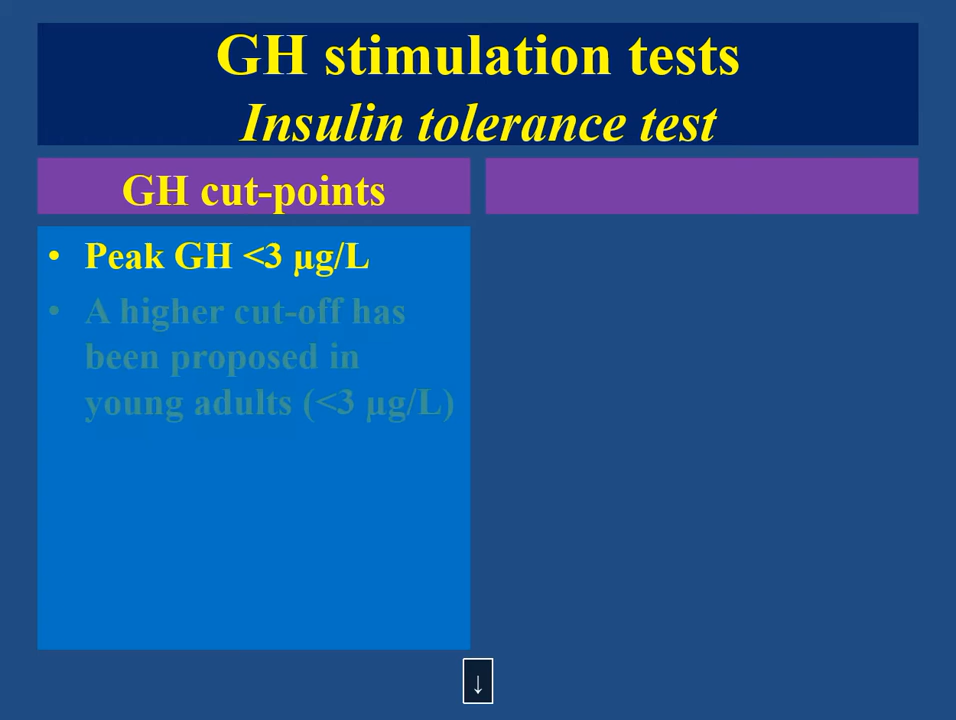 GH stimulation tests
Insulin tolerance test
GH cut-points
• Peak GH <3 µg/L
• A higher cut-off has
been proposed in
young adults (<3 µg/L)
↓